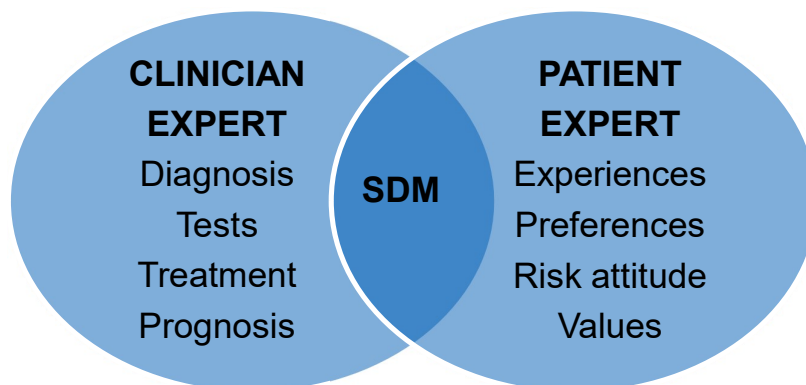 CLINICIAN
EXPERT
Diagnosis
Tests
Treatment
Prognosis
SDM
PATIENT
EXPERT
Experiences
Preferences
Risk attitude
Values